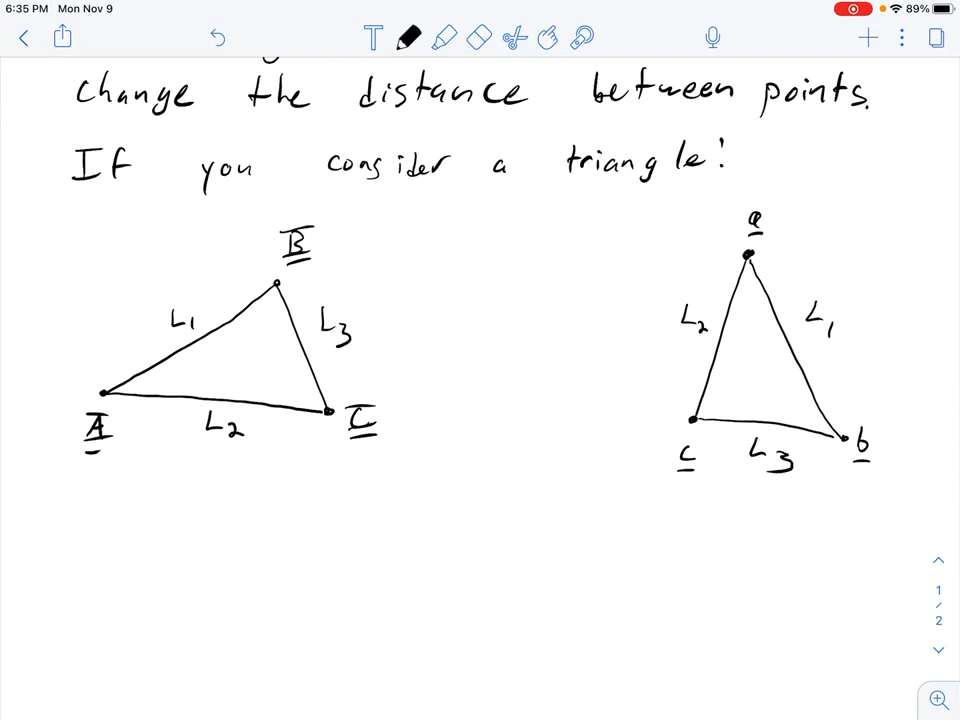 6:35 PM Mon Nov 9 89%
change the distance between points.
If you consider a triangle:
B
a
L1 L3
L2 L1
A L2 C
c L3 b
T
1
/
2